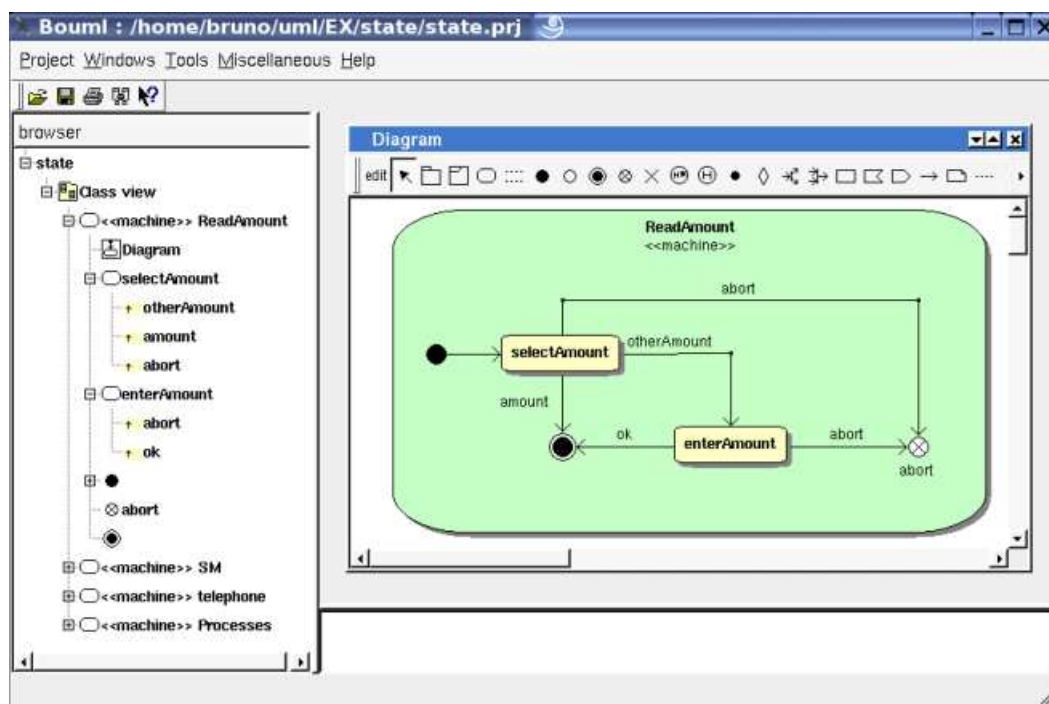 Bouml : /home/bruno/uml/EX/state/state.prj
Project Windows Tools Miscellaneous Help
browser
state
Class view
<<machine>> ReadAmount
Diagram
selectAmount
otherAmount
amount
abort
enterAmount
abort
ok
abort
<<machine>> SM
<<machine>> telephone
<<machine>> Processes
Diagram
edit
ReadAmount
<<machine>>
abort
selectAmount
otherAmount
amount
ok
enterAmount
abort
abort